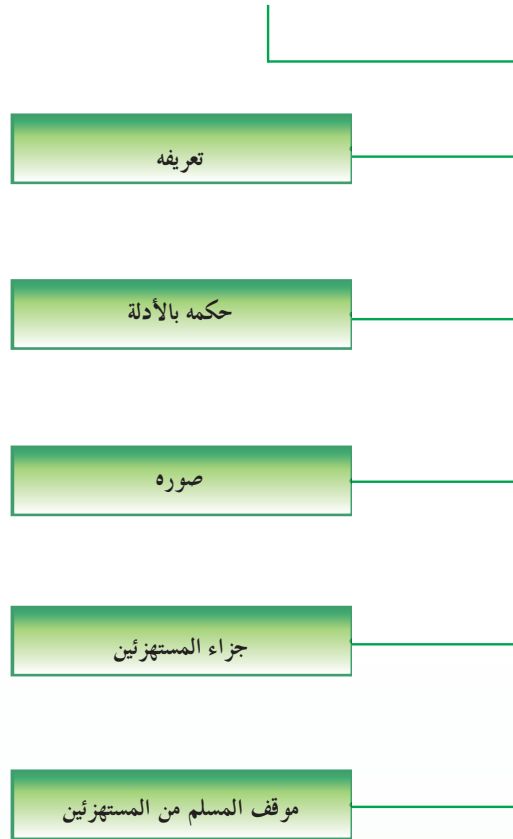 تعريفه
حكمه بالأدلة
صوره
جزاء المستهزئين
موقف المسلم من المستهزئين